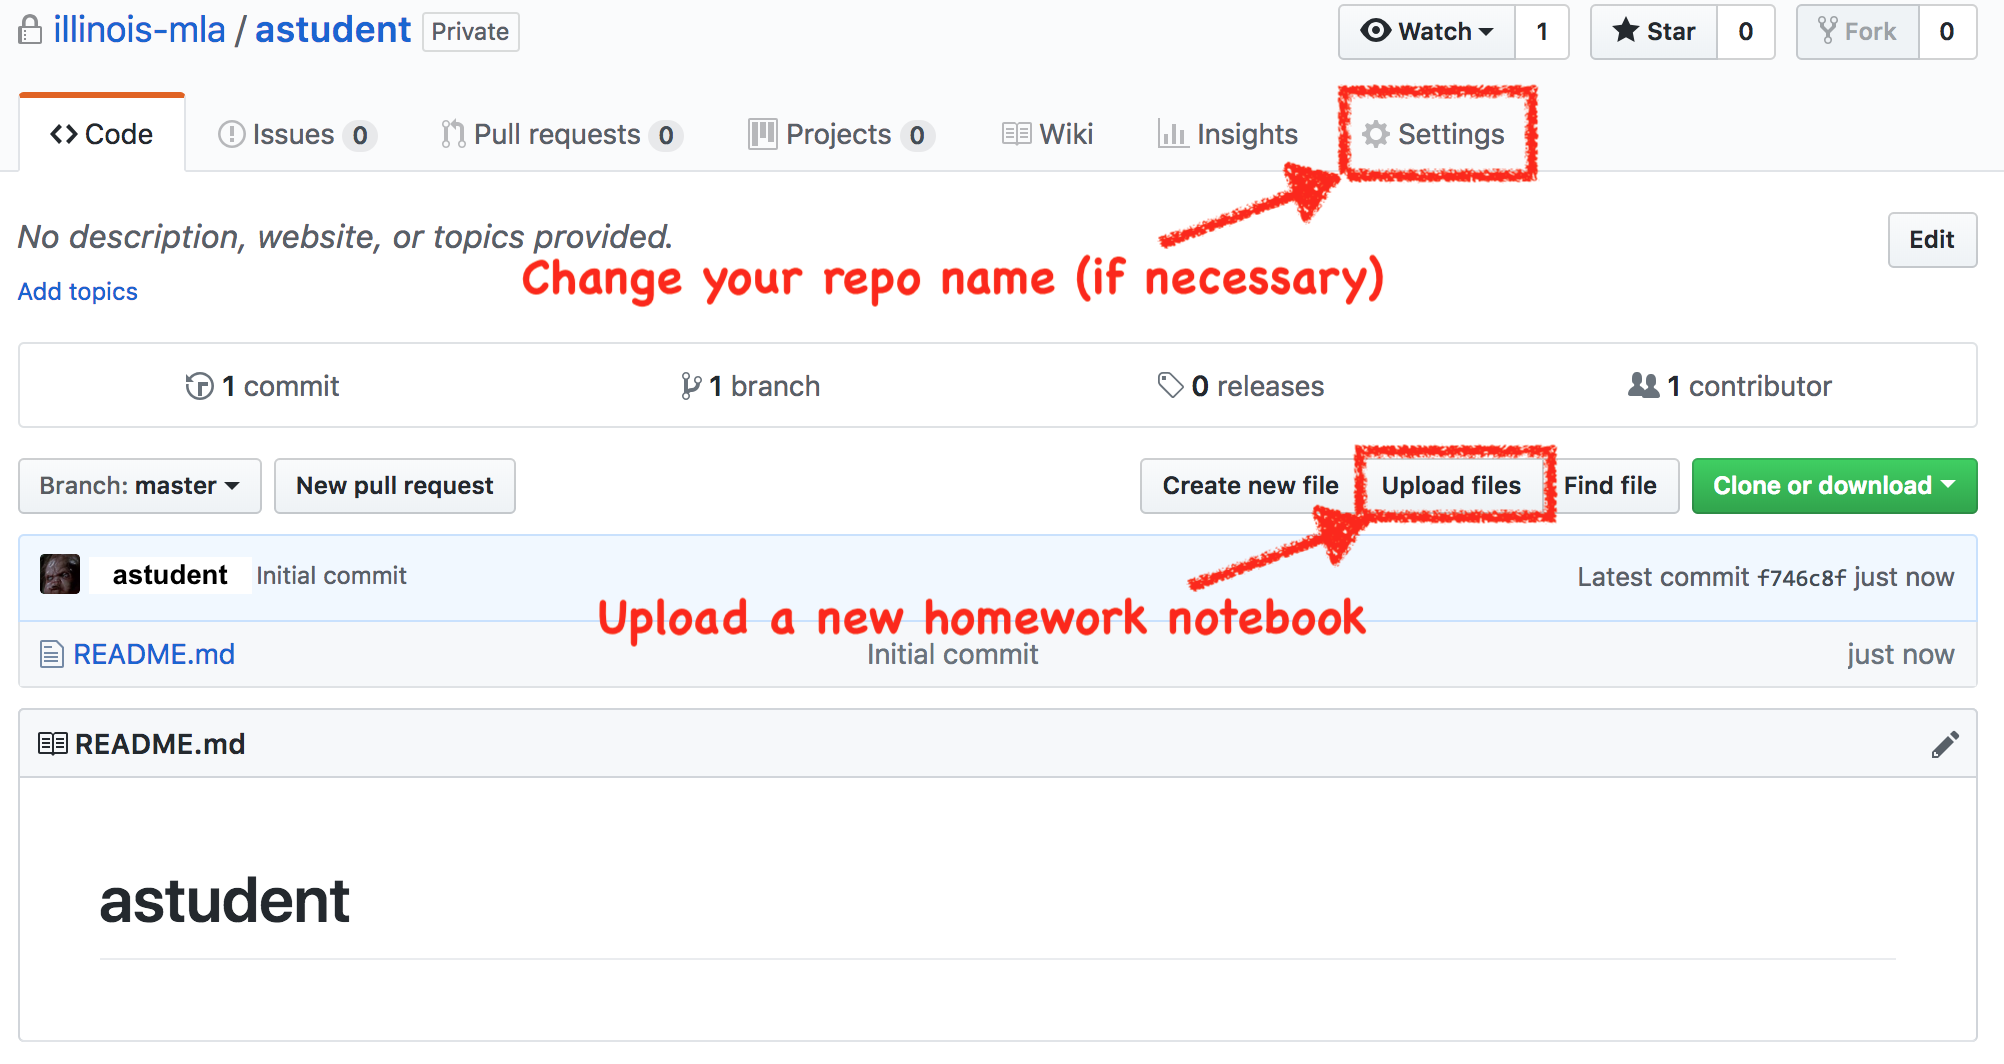 illinois-mla / astudent Private Watch 1 Star 0 Fork 0
Code Issues 0 Pull requests 0 Projects 0 Wiki Insights Settings
No description, website, or topics provided. Edit
Change your repo name (if necessary)
Add topics
1 commit 1 branch 0 releases 1 contributor
Branch: master New pull request Create new file Upload files Find file Clone or download
astudent Initial commit Latest commit f746c8f just now
Upload a new homework notebook
README.md Initial commit just now
README.md
astudent